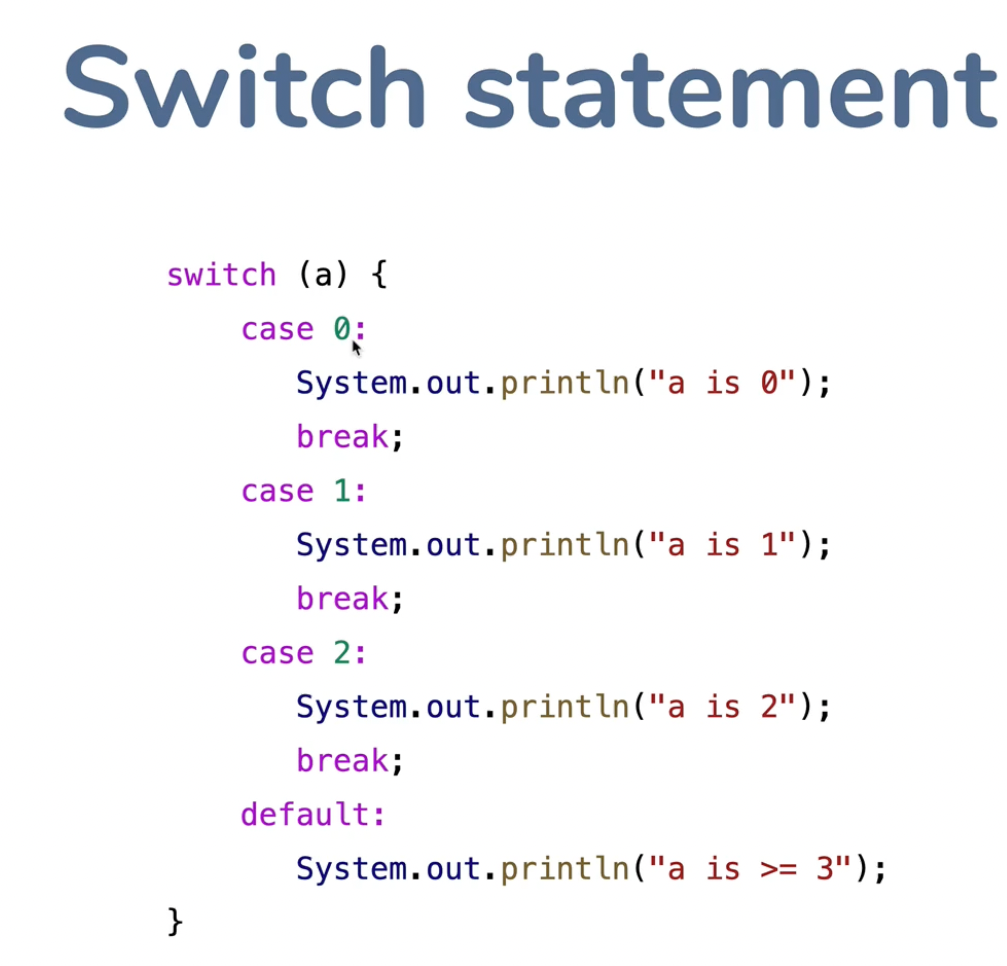 Switch statement
switch (a) {
    case 0:
       System.out.println("a is 0");
       break;
    case 1:
       System.out.println("a is 1");
       break;
    case 2:
       System.out.println("a is 2");
       break;
    default:
       System.out.println("a is >= 3");
}